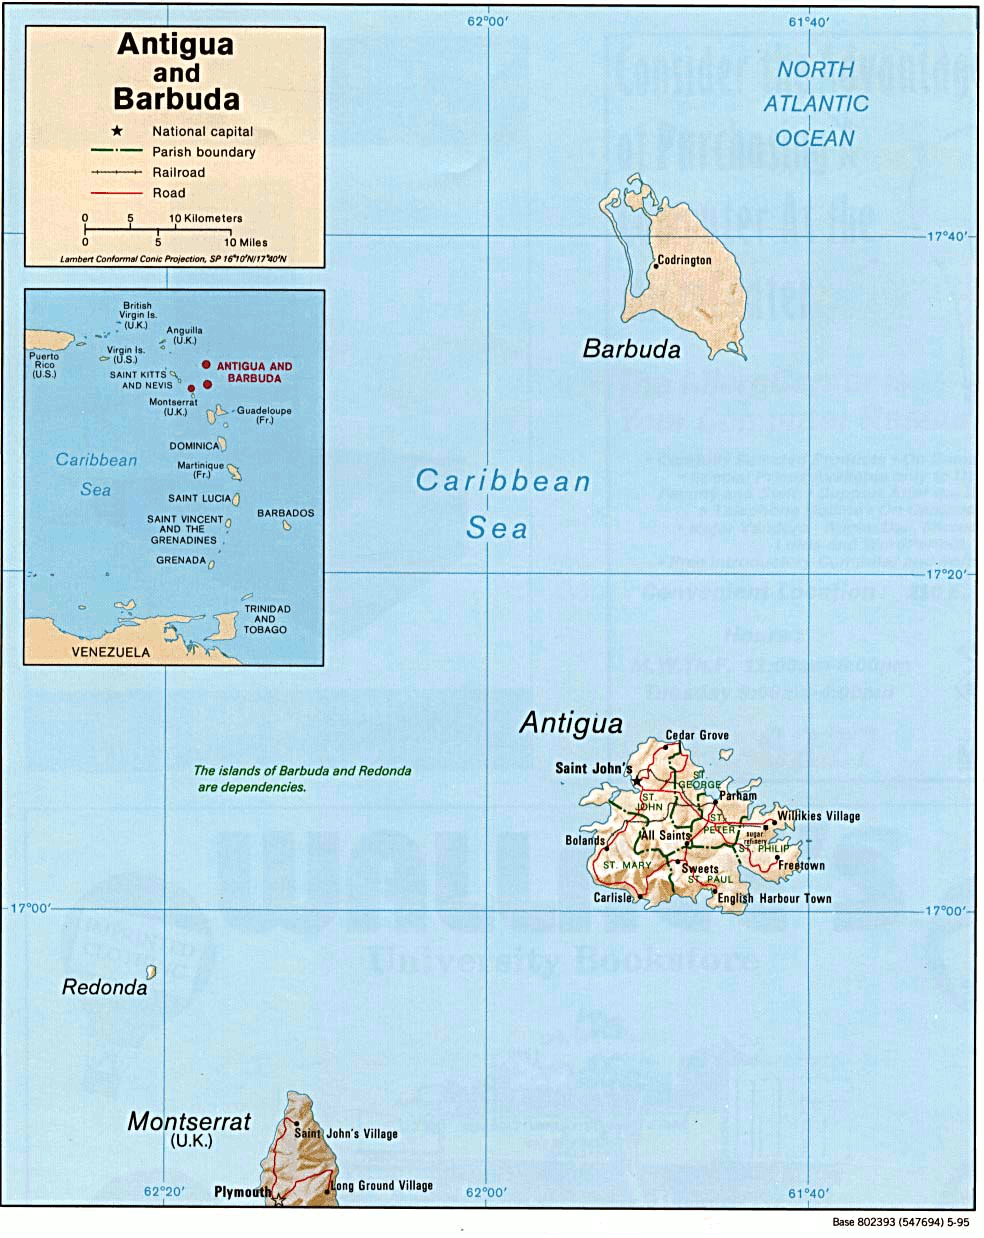 Antigua
and
Barbuda
National capital
Parish boundary
Railroad
Road
0 5 10 Kilometers
0 5 10 Miles
Lambert Conformal Conic Projection, SP 16°10'N/17°40'N
62°00'
61°40'
NORTH
ATLANTIC
OCEAN
17°40'
Codrington
Barbuda
British
Virgin Is.
(U.K.)
Anguilla
(U.K.)
Virgin Is.
(U.S.)
Puerto
Rico
(U.S.)
SAINT KITTS
AND NEVIS
ANTIGUA AND
BARBUDA
Montserrat
(U.K.)
Guadeloupe
(Fr.)
DOMINICA
Martinique
(Fr.)
Caribbean
Sea
SAINT LUCIA
SAINT VINCENT
AND THE
GRENADINES
BARBADOS
GRENADA
TRINIDAD
AND
TOBAGO
VENEZUELA
Caribbean
Sea
17°20'
Antigua
Cedar Grove
Saint John's
ST.
GEORGE
ST.
JOHN
Parham
Willikies Village
ST.
PETER
sugar
refinery
Bolands
All Saints
ST. PHILIP
ST. MARY
Sweets
Freetown
ST. PAUL
Carlisle
English Harbour Town
The islands of Barbuda and Redonda
are dependencies.
17°00'
17°00'
Redonda
University Bookstore
Montserrat
(U.K.)
Saint John's Village
Plymouth
Long Ground Village
62°20'
62°00'
61°40'
Base 802393 (547694) 5-95